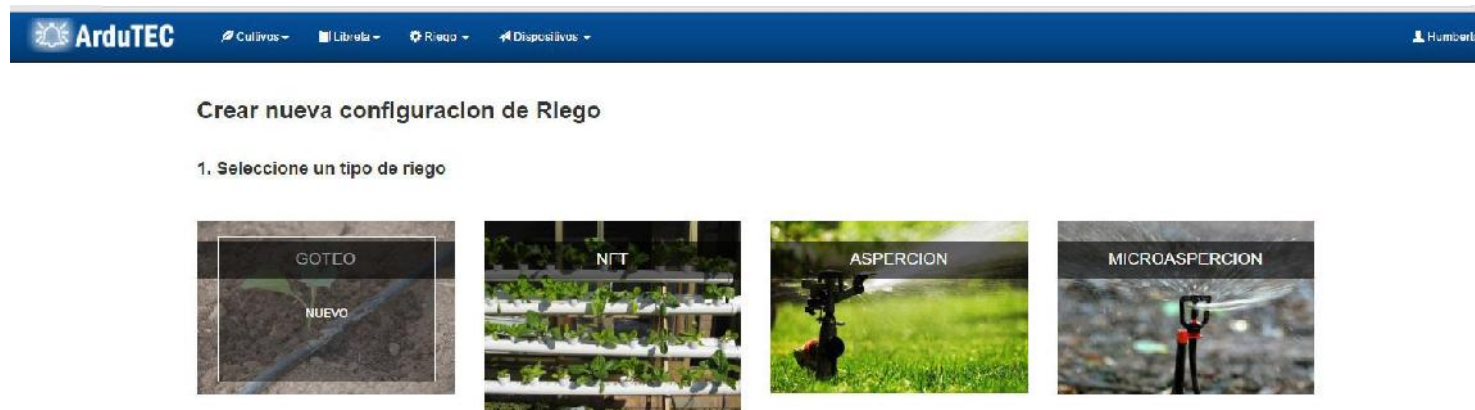 ArduTEC Cultivos Libreta Riego Dispositivos
Crear nueva configuracion de Riego
1. Seleccione un tipo de riego
GOTEO NFT ASPERCION MICROASPERCION
NUEVO